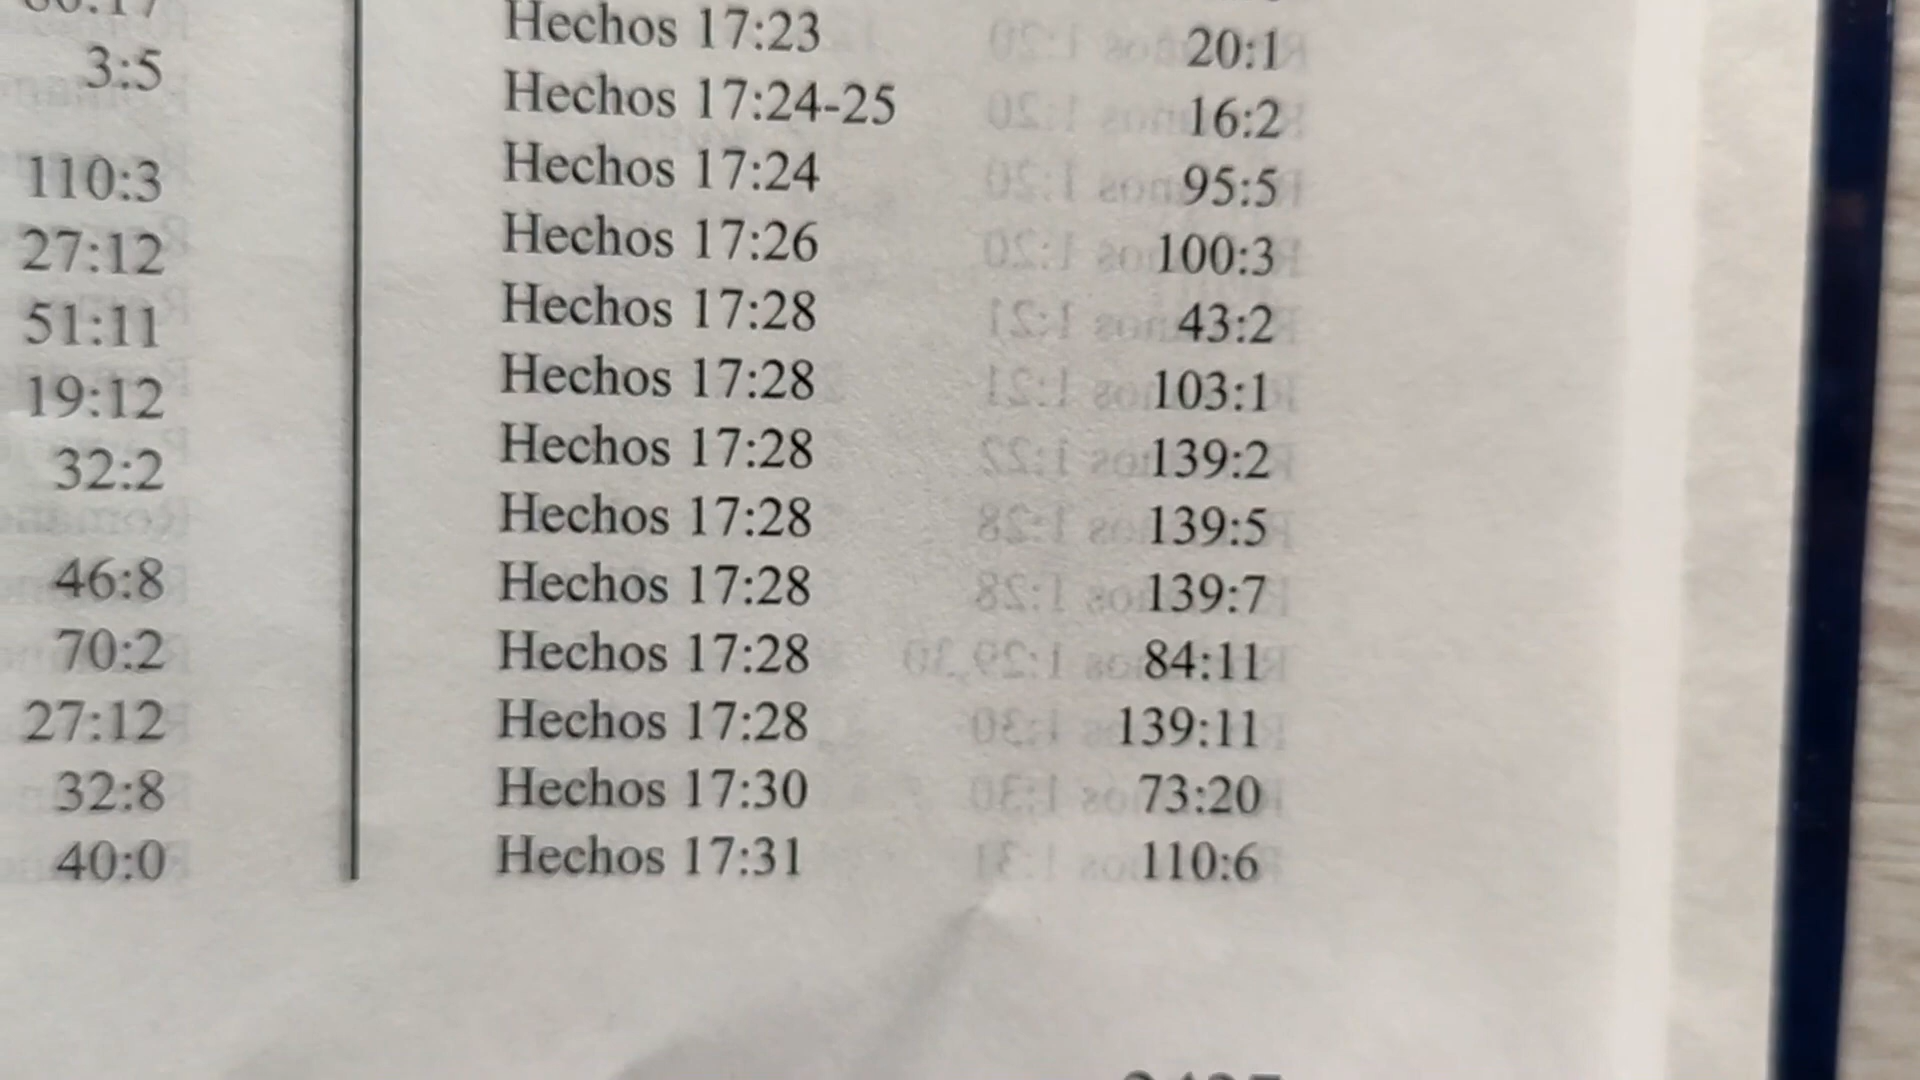 3:5
110:3
27:12
51:11
19:12
32:2
46:8
70:2
27:12
32:8
40:0
Hechos 17:23 20:1
Hechos 17:24-25 16:2
Hechos 17:24 95:5
Hechos 17:26 100:3
Hechos 17:28 43:2
Hechos 17:28 103:1
Hechos 17:28 139:2
Hechos 17:28 139:5
Hechos 17:28 139:7
Hechos 17:28 84:11
Hechos 17:28 139:11
Hechos 17:30 73:20
Hechos 17:31 110:6